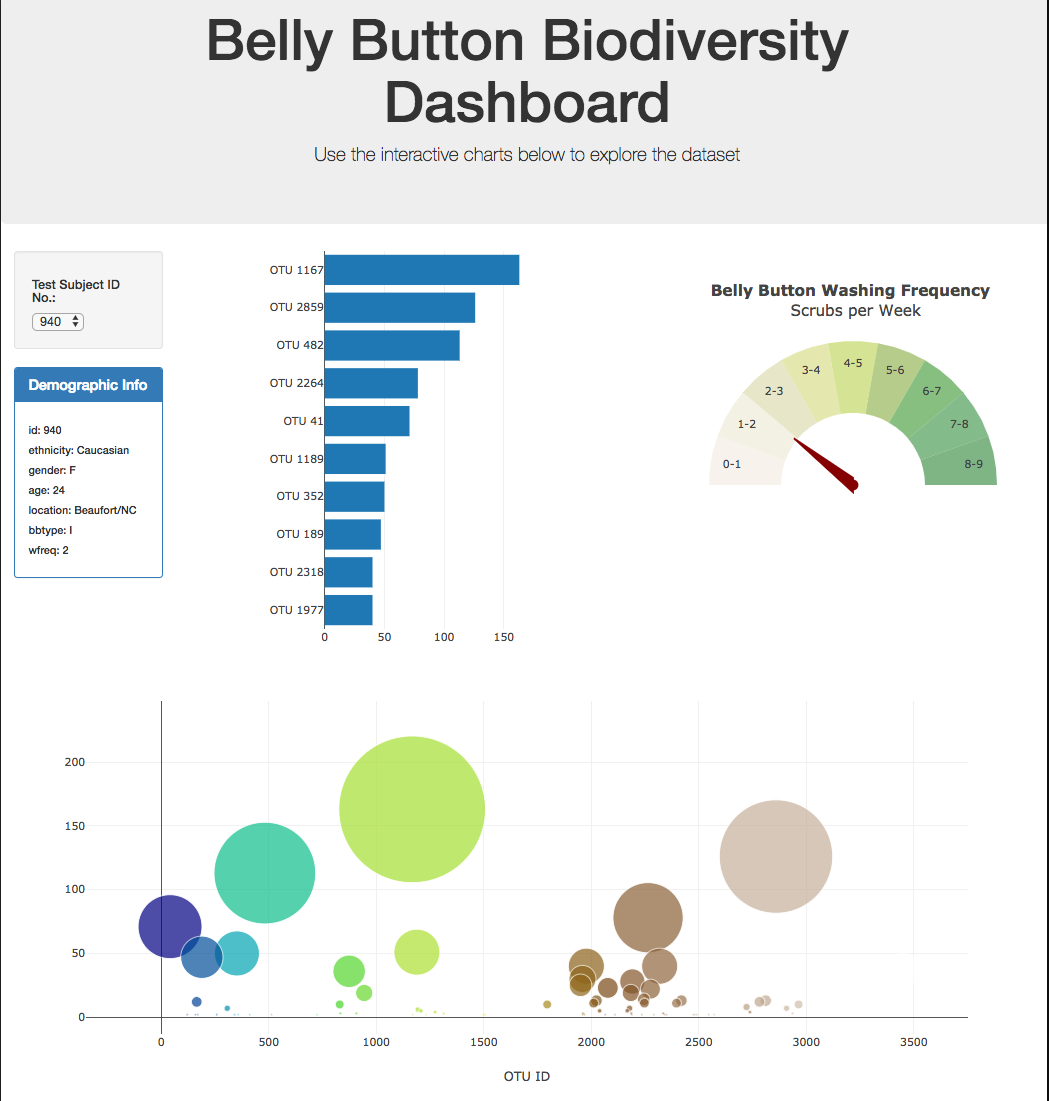 Belly Button Biodiversity
Dashboard
Use the interactive charts below to explore the dataset
Test Subject ID
No.:
940
Demographic Info
id: 940
ethnicity: Caucasian
gender: F
age: 24
location: Beaufort/NC
bbtype: I
wfreq: 2
OTU 1167
OTU 2859
OTU 482
OTU 2264
OTU 41
OTU 1189
OTU 352
OTU 189
OTU 2318
OTU 1977
0 50 100 150
Belly Button Washing Frequency
Scrubs per Week
0-1
1-2
2-3
3-4
4-5
5-6
6-7
7-8
8-9
200
150
100
50
0
0 500 1000 1500 2000 2500 3000 3500
OTU ID